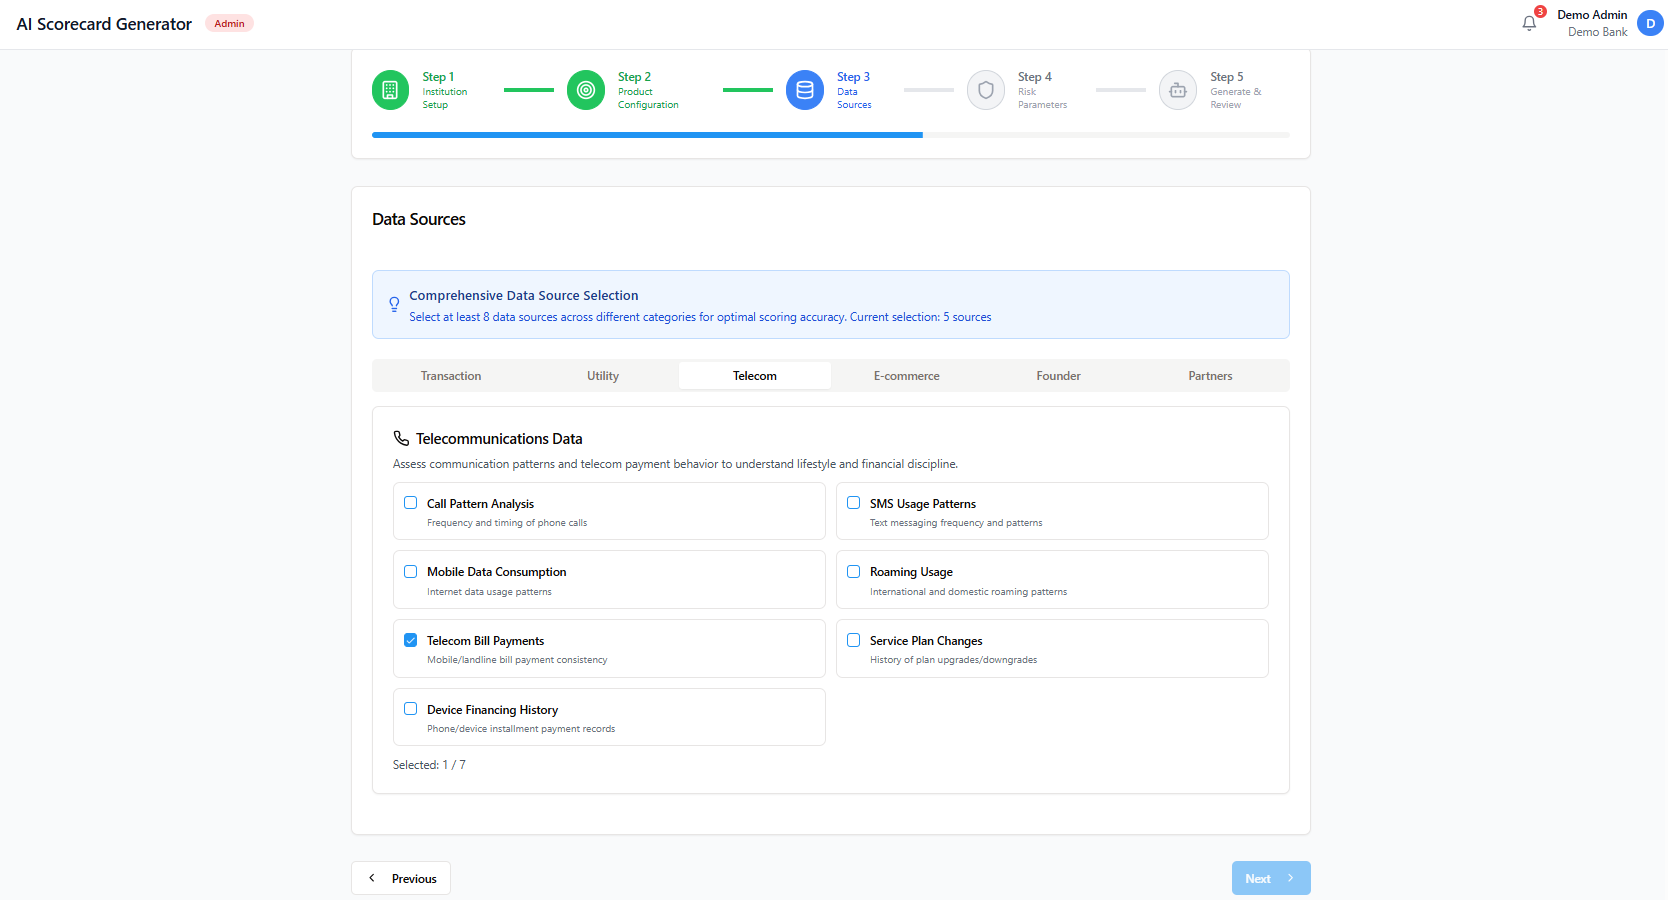 AI Scorecard Generator
Admin
3
Demo Admin
Demo Bank
D
Step 1
Institution
Setup
Step 2
Product
Configuration
Step 3
Data
Sources
Step 4
Risk
Parameters
Step 5
Generate &
Review
Data Sources
Comprehensive Data Source Selection
Select at least 8 data sources across different categories for optimal scoring accuracy. Current selection: 5 sources
Transaction Utility Telecom E-commerce Founder Partners
Telecommunications Data
Assess communication patterns and telecom payment behavior to understand lifestyle and financial discipline.
Call Pattern Analysis
Frequency and timing of phone calls
SMS Usage Patterns
Text messaging frequency and patterns
Mobile Data Consumption
Internet data usage patterns
Roaming Usage
International and domestic roaming patterns
Telecom Bill Payments
Mobile/landline bill payment consistency
Service Plan Changes
History of plan upgrades/downgrades
Device Financing History
Phone/device installment payment records
Selected: 1 / 7
Previous
Next